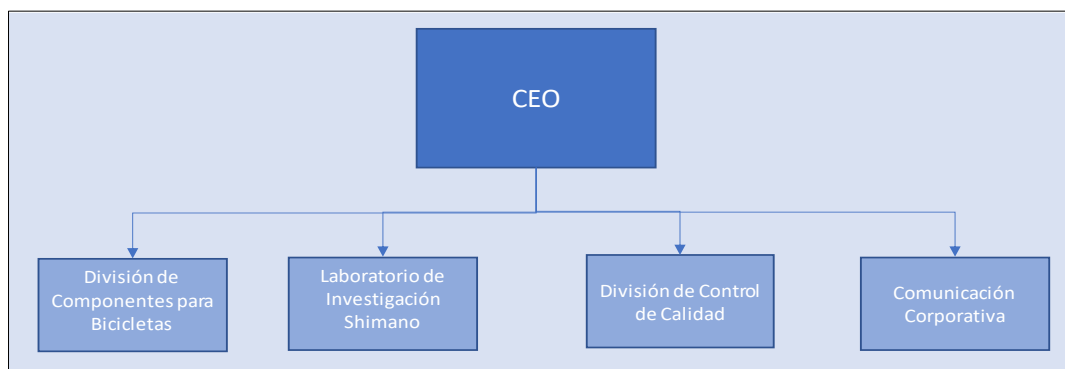 CEO
División de
Componentes para
Bicicletas
Laboratorio de
Investigación
Shimano
División de Control
de Calidad
Comunicación
Corporativa